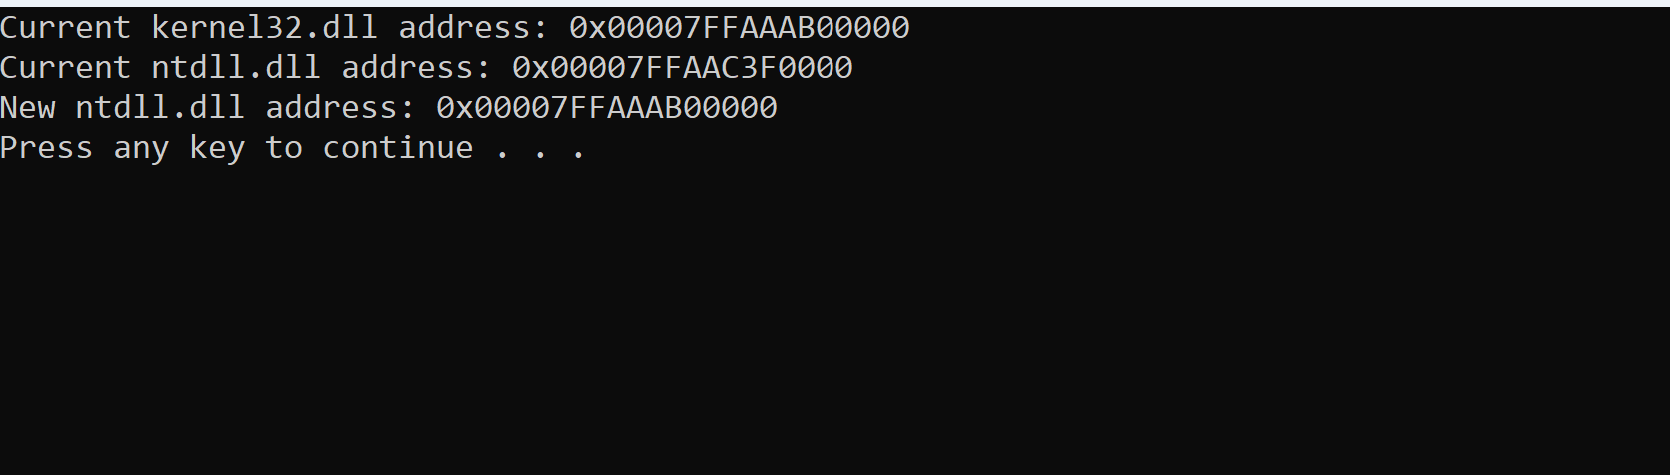 Current kernel32.dll address: 0x00007FFAAAB00000
Current ntdll.dll address: 0x00007FFAAC3F0000
New ntdll.dll address: 0x00007FFAAAB00000
Press any key to continue . . .